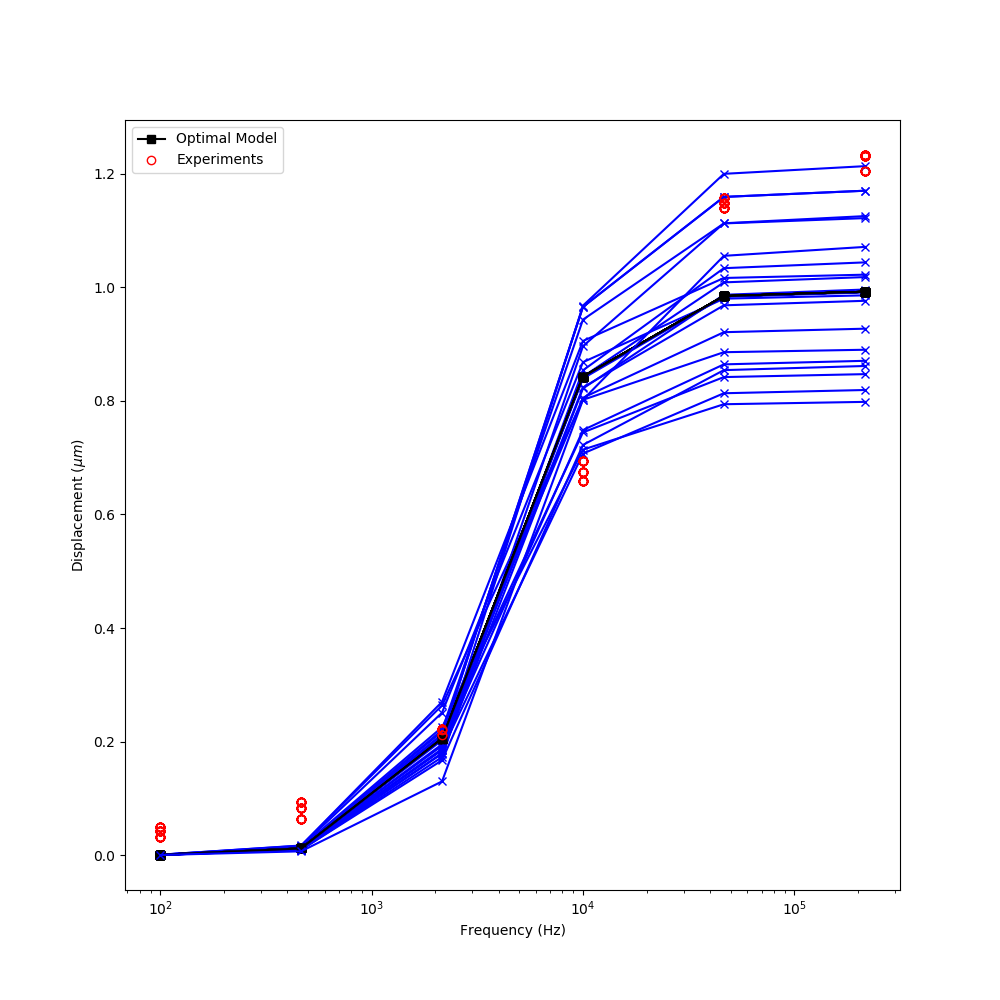 Optimal Model
Experiments
1.2
1.0
0.8
0.6
0.4
0.2
0.0
Displacement (μm)
10²
10³
10⁴
10⁵
Frequency (Hz)